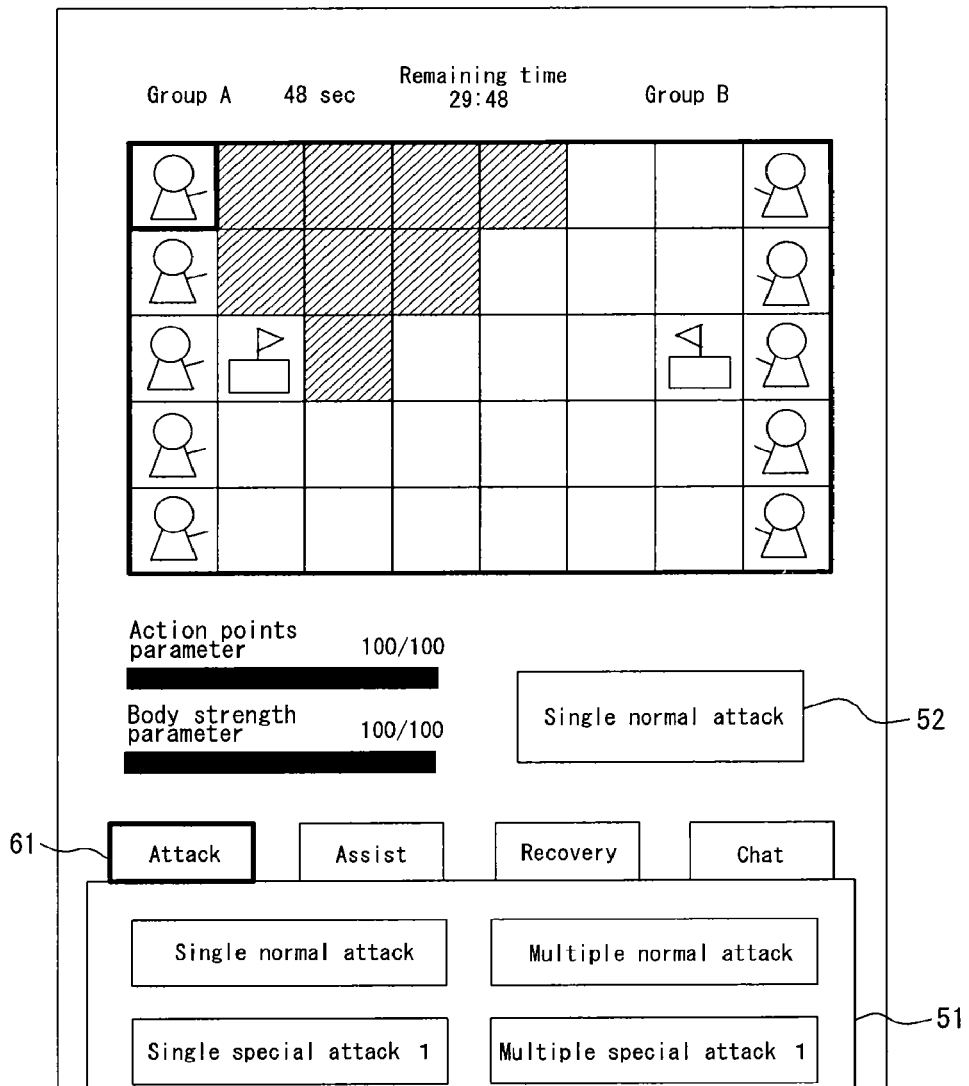 Remaining time
Group A 48 sec 29:48 Group B
Action points
parameter 100/100
Body strength
parameter 100/100
Single normal attack 52
61 Attack Assist Recovery Chat
Single normal attack Multiple normal attack
51
Single special attack 1 Multiple special attack 1